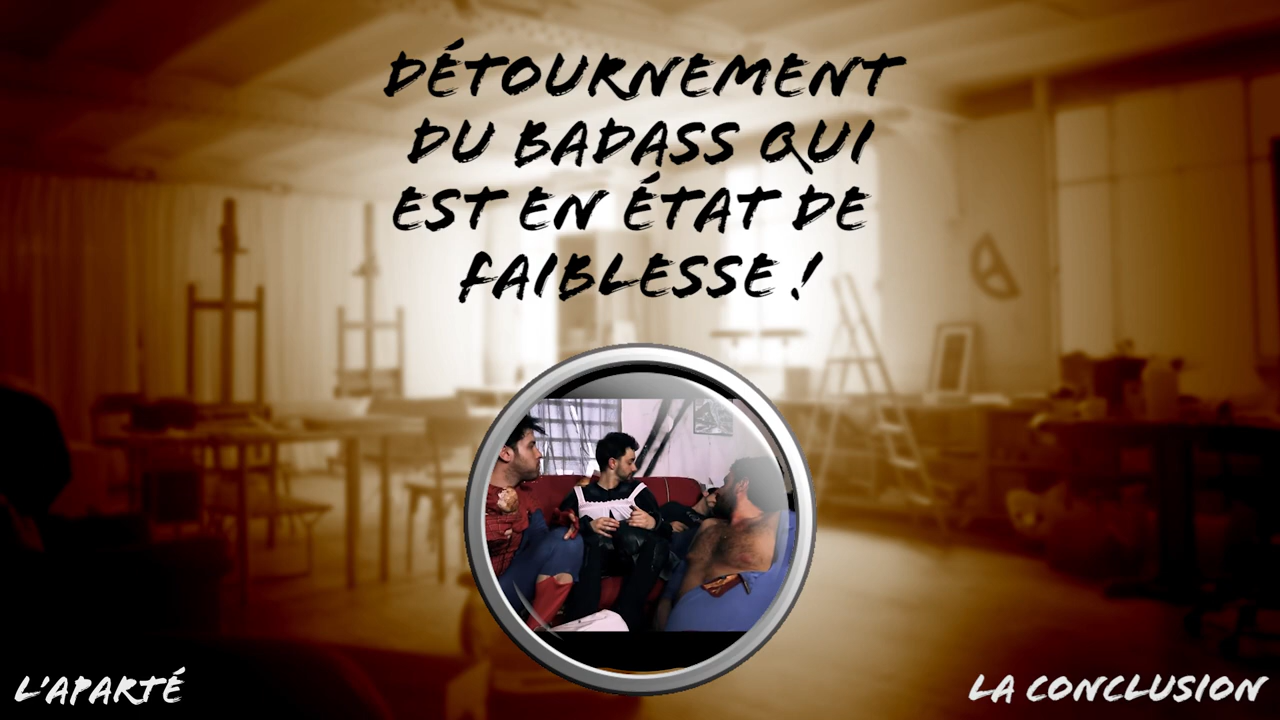 DÉTOURNEMENT
DU BADASS QUI
EST EN ÉTAT DE
FAIBLESSE !
L'APARTÉ
LA CONCLUSION